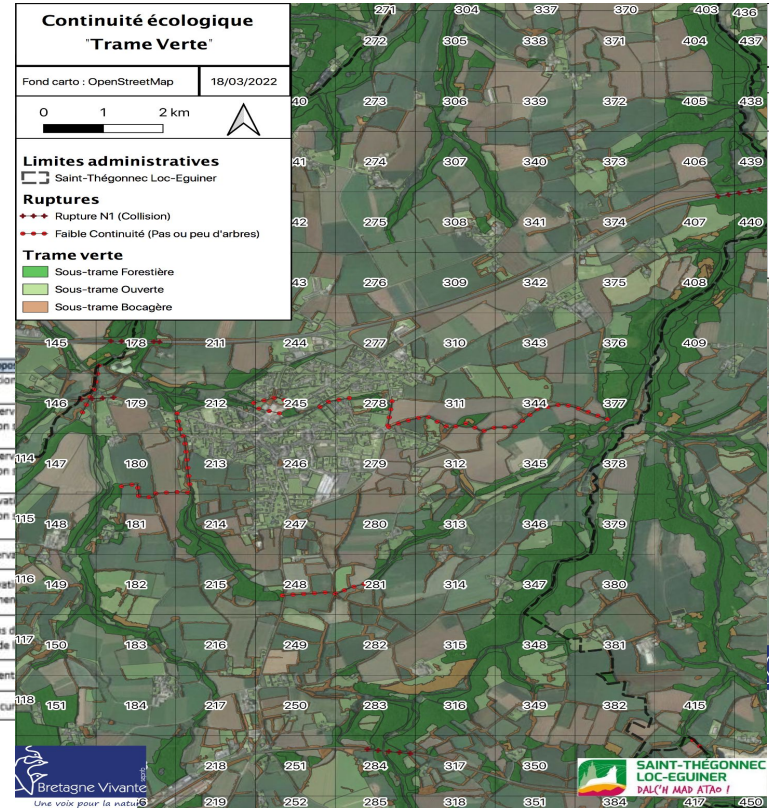 Continuité écologique
"Trame Verte"
Fond carto : OpenStreetMap 18/03/2022
0 1 2 km
Limites administratives
Saint-Thégonnec Loc-Eguiner
Ruptures
Rupture N1 (Collision)
Faible Continuité (Pas ou peu d'arbres)
Trame verte
Sous-trame Forestière
Sous-trame Ouverte
Sous-trame Bocagère
271 304 337 370 403 436
272 305 338 371 404 437
40 273 306 339 372 405 438
41 274 307 340 373 406 439
42 275 308 341 374 407 440
43 276 309 342 375 408
145 178 211 244 277 310 343 376 409
146 179 212 245 278 311 344 377
114 147 180 213 246 279 312 345 378
115 148 181 214 247 280 313 346 379
116 149 182 215 248 281 314 347 380
117 150 183 216 249 282 315 348 381
118 151 184 217 250 283 316 349 382 415
218 251 284 317 350
219 252 285 318 351 384 417 450
Bretagne Vivante
Une voix pour la natu
SAINT-THÉGONNEC
LOC-EGUINER
DALC'H MAD ATAO !